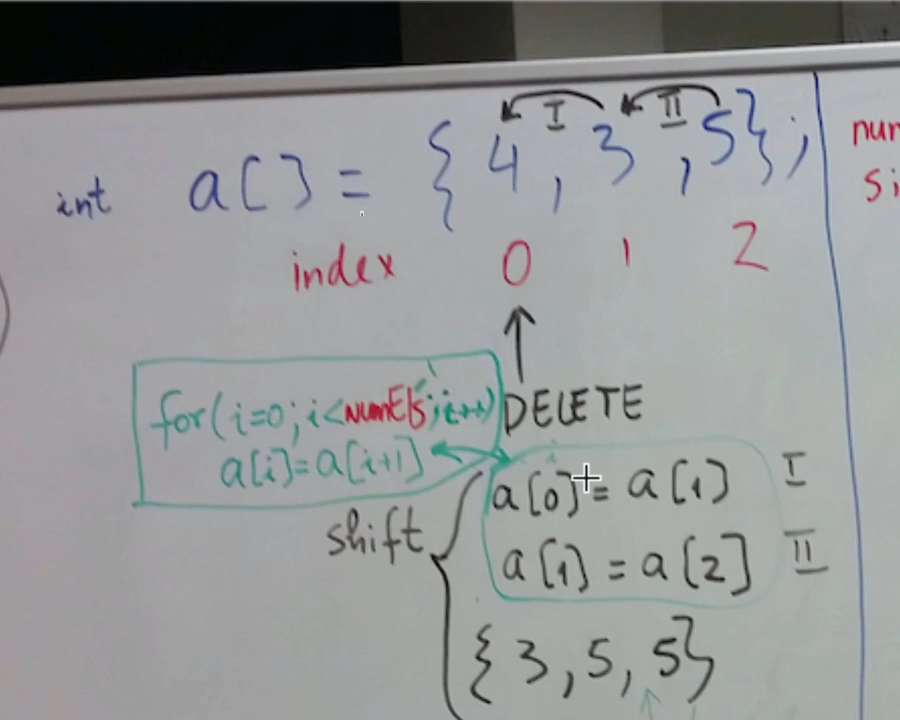 I II
int a[] = { 4 , 3 , 5 } ;
index 0 1 2
DELETE
for(i=0; i<numEls; i++)
a[i]=a[i+1]
shift
a[0] = a[1] I
a[1] = a[2] II
{ 3 , 5 , 5 }